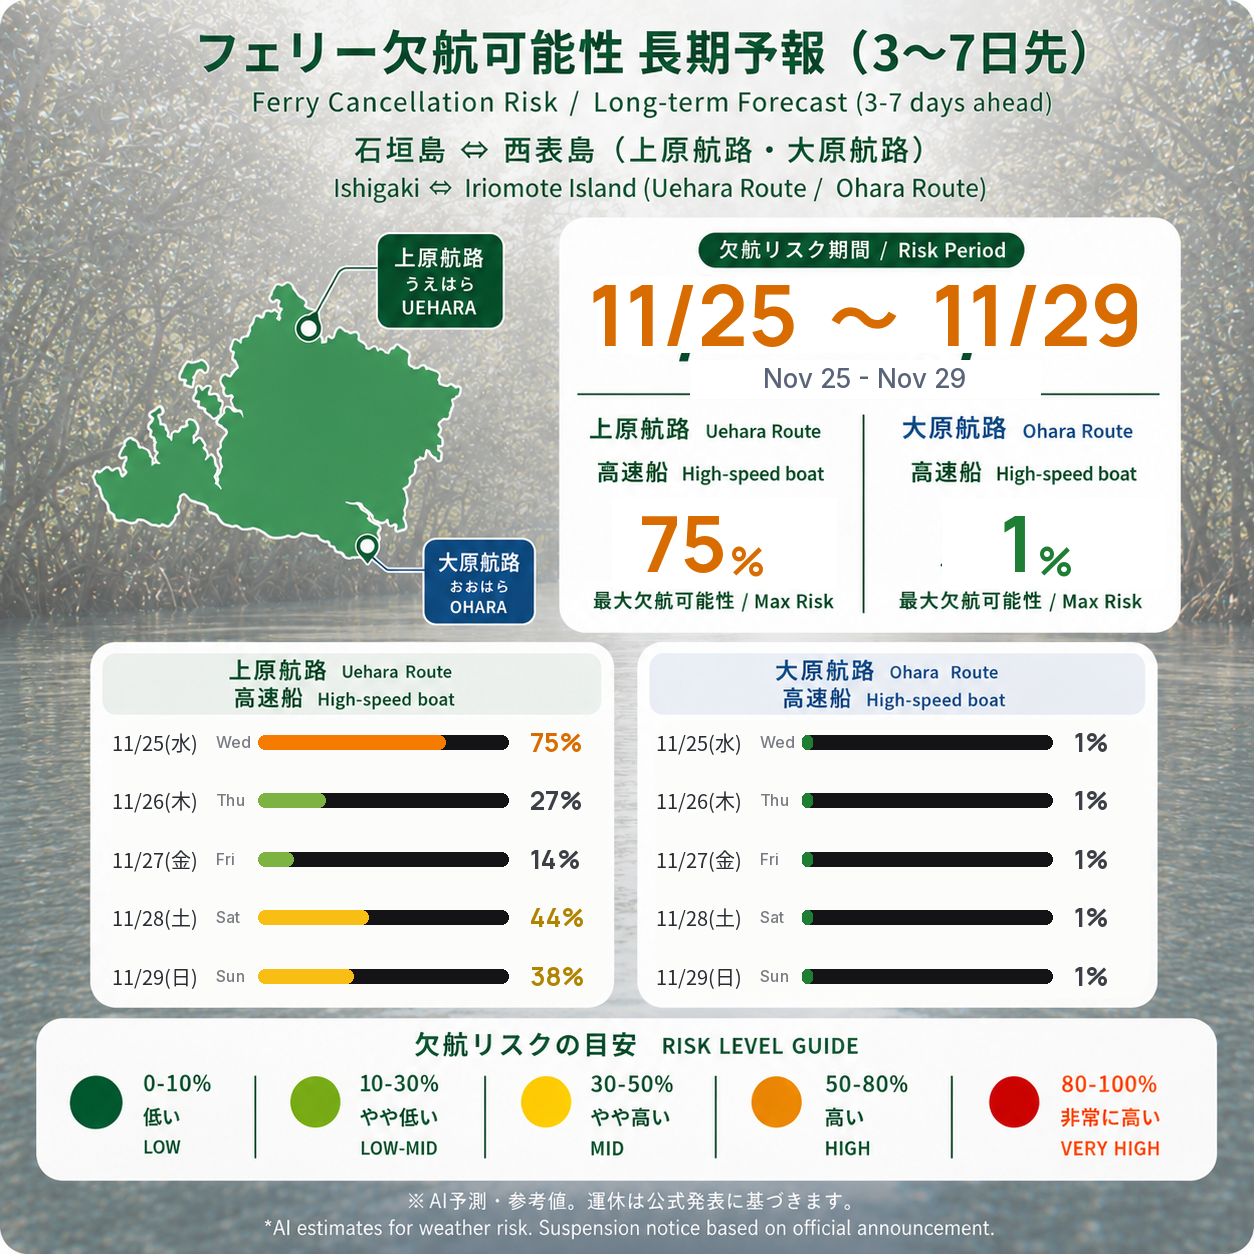 フェリー欠航可能性 長期予報（3〜7日先）
Ferry Cancellation Risk / Long-term Forecast (3-7 days ahead)
石垣島 ⇔ 西表島（上原航路・大原航路）
Ishigaki ⇔ Iriomote Island (Uehara Route / Ohara Route)
上原航路
うえはら
UEHARA
大原航路
おおはら
OHARA
欠航リスク期間 / Risk Period
11/25 〜 11/29
Nov 25 - Nov 29
上原航路 Uehara Route
高速船 High-speed boat
75%
最大欠航可能性 / Max Risk
大原航路 Ohara Route
高速船 High-speed boat
1%
最大欠航可能性 / Max Risk
上原航路 Uehara Route
高速船 High-speed boat
11/25(水) Wed 75%
11/26(木) Thu 27%
11/27(金) Fri 14%
11/28(土) Sat 44%
11/29(日) Sun 38%
大原航路 Ohara Route
高速船 High-speed boat
11/25(水) Wed 1%
11/26(木) Thu 1%
11/27(金) Fri 1%
11/28(土) Sat 1%
11/29(日) Sun 1%
欠航リスクの目安 RISK LEVEL GUIDE
0-10%
低い
LOW
10-30%
やや低い
LOW-MID
30-50%
やや高い
MID
50-80%
高い
HIGH
80-100%
非常に高い
VERY HIGH
※ AI予測・参考値。運休は公式発表に基づきます。
*AI estimates for weather risk. Suspension notice based on official announcement.